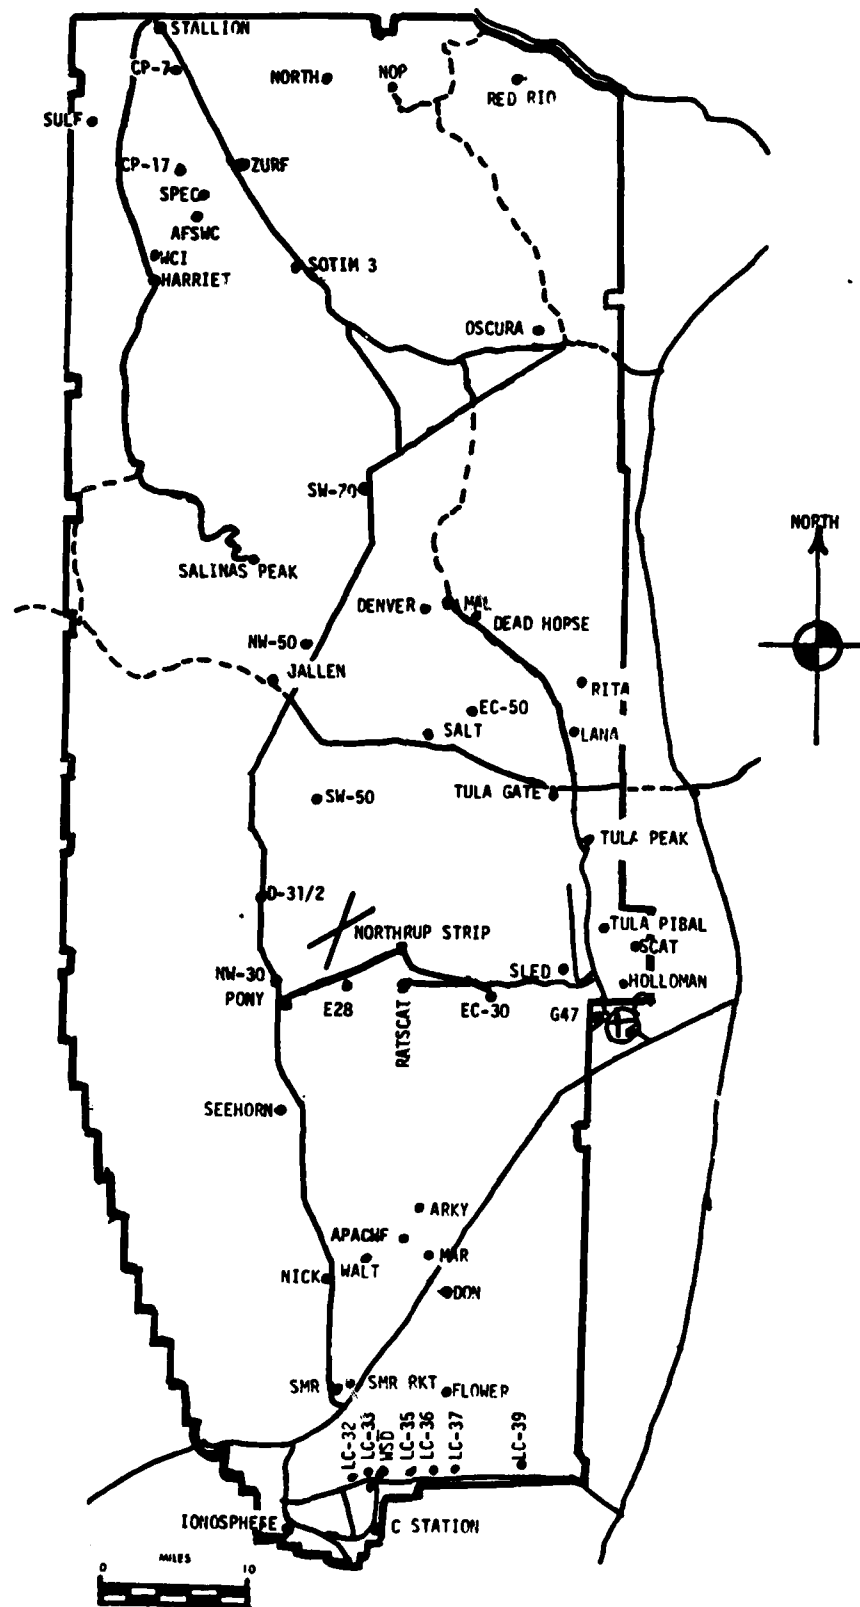 STALLION
CP-7
NORTH
NOP
RED RIO
SULF
CP-17
ZURF
SPEC
AFSWC
WCI
HARRIET
SOTIM 3
OSCURA
SW-70
NORTH
SALINAS PEAK
DENVER
MAL
DEAD HORSE
NW-50
JALLEN
RITA
EC-50
SALT
LANA
SW-50
TULA GATE
TULA PEAK
D-31/2
TULA PIBAL
NORTHRUP STRIP
SCAT
NW-30
SLED
HOLLOMAN
PONY
E28
RATSCAT
EC-30
G47
SEEHORN
ARKY
APACHE
MAR
WALT
NICK
DON
SMR
SMR RKT
FLOWER
LC-32
LC-33
WSD
LC-35
LC-36
LC-37
LC-39
IONOSPHERE
C STATION
MILES
0 10